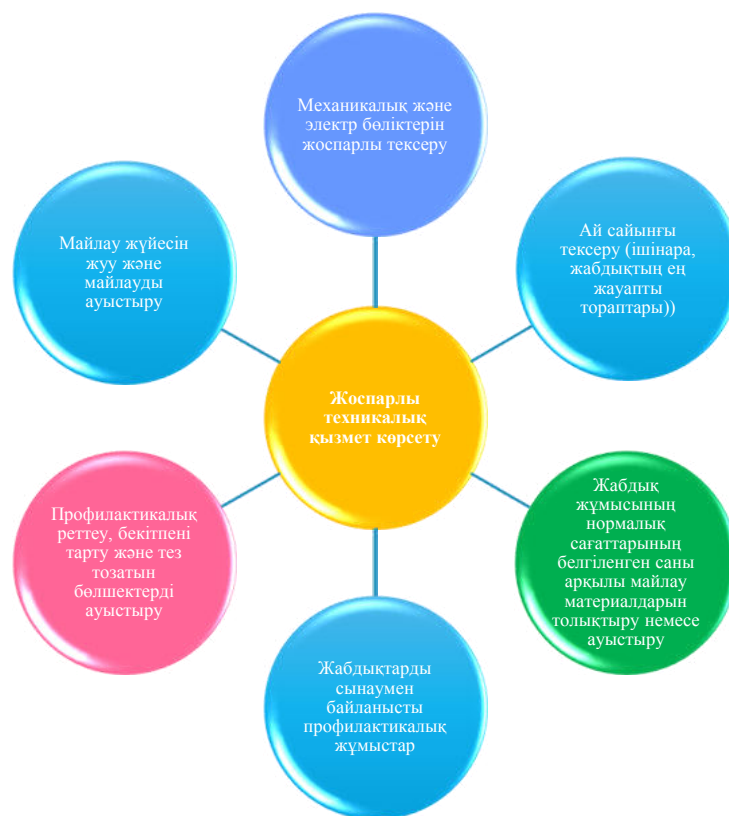 Механикалық және
электр бөліктерін
жоспарлы тексеру
Ай сайынғы
тексеру (ішінара,
жабдықтың ең
жауапты
тораптары))
Жабдық
жұмысының
нормалық
сағаттарының
белгіленген саны
арқылы майлау
материалдарын
толықтыру немесе
ауыстыру
Жабдықтарды
сынаумен
байланысты
профилактикалық
жұмыстар
Профилактикалық
реттеу, бекітпені
тарту және тез
тозатын
бөлшектерді
ауыстыру
Майлау жүйесін
жуу және
майлауды
ауыстыру
Жоспарлы
техникалық
қызмет көрсету